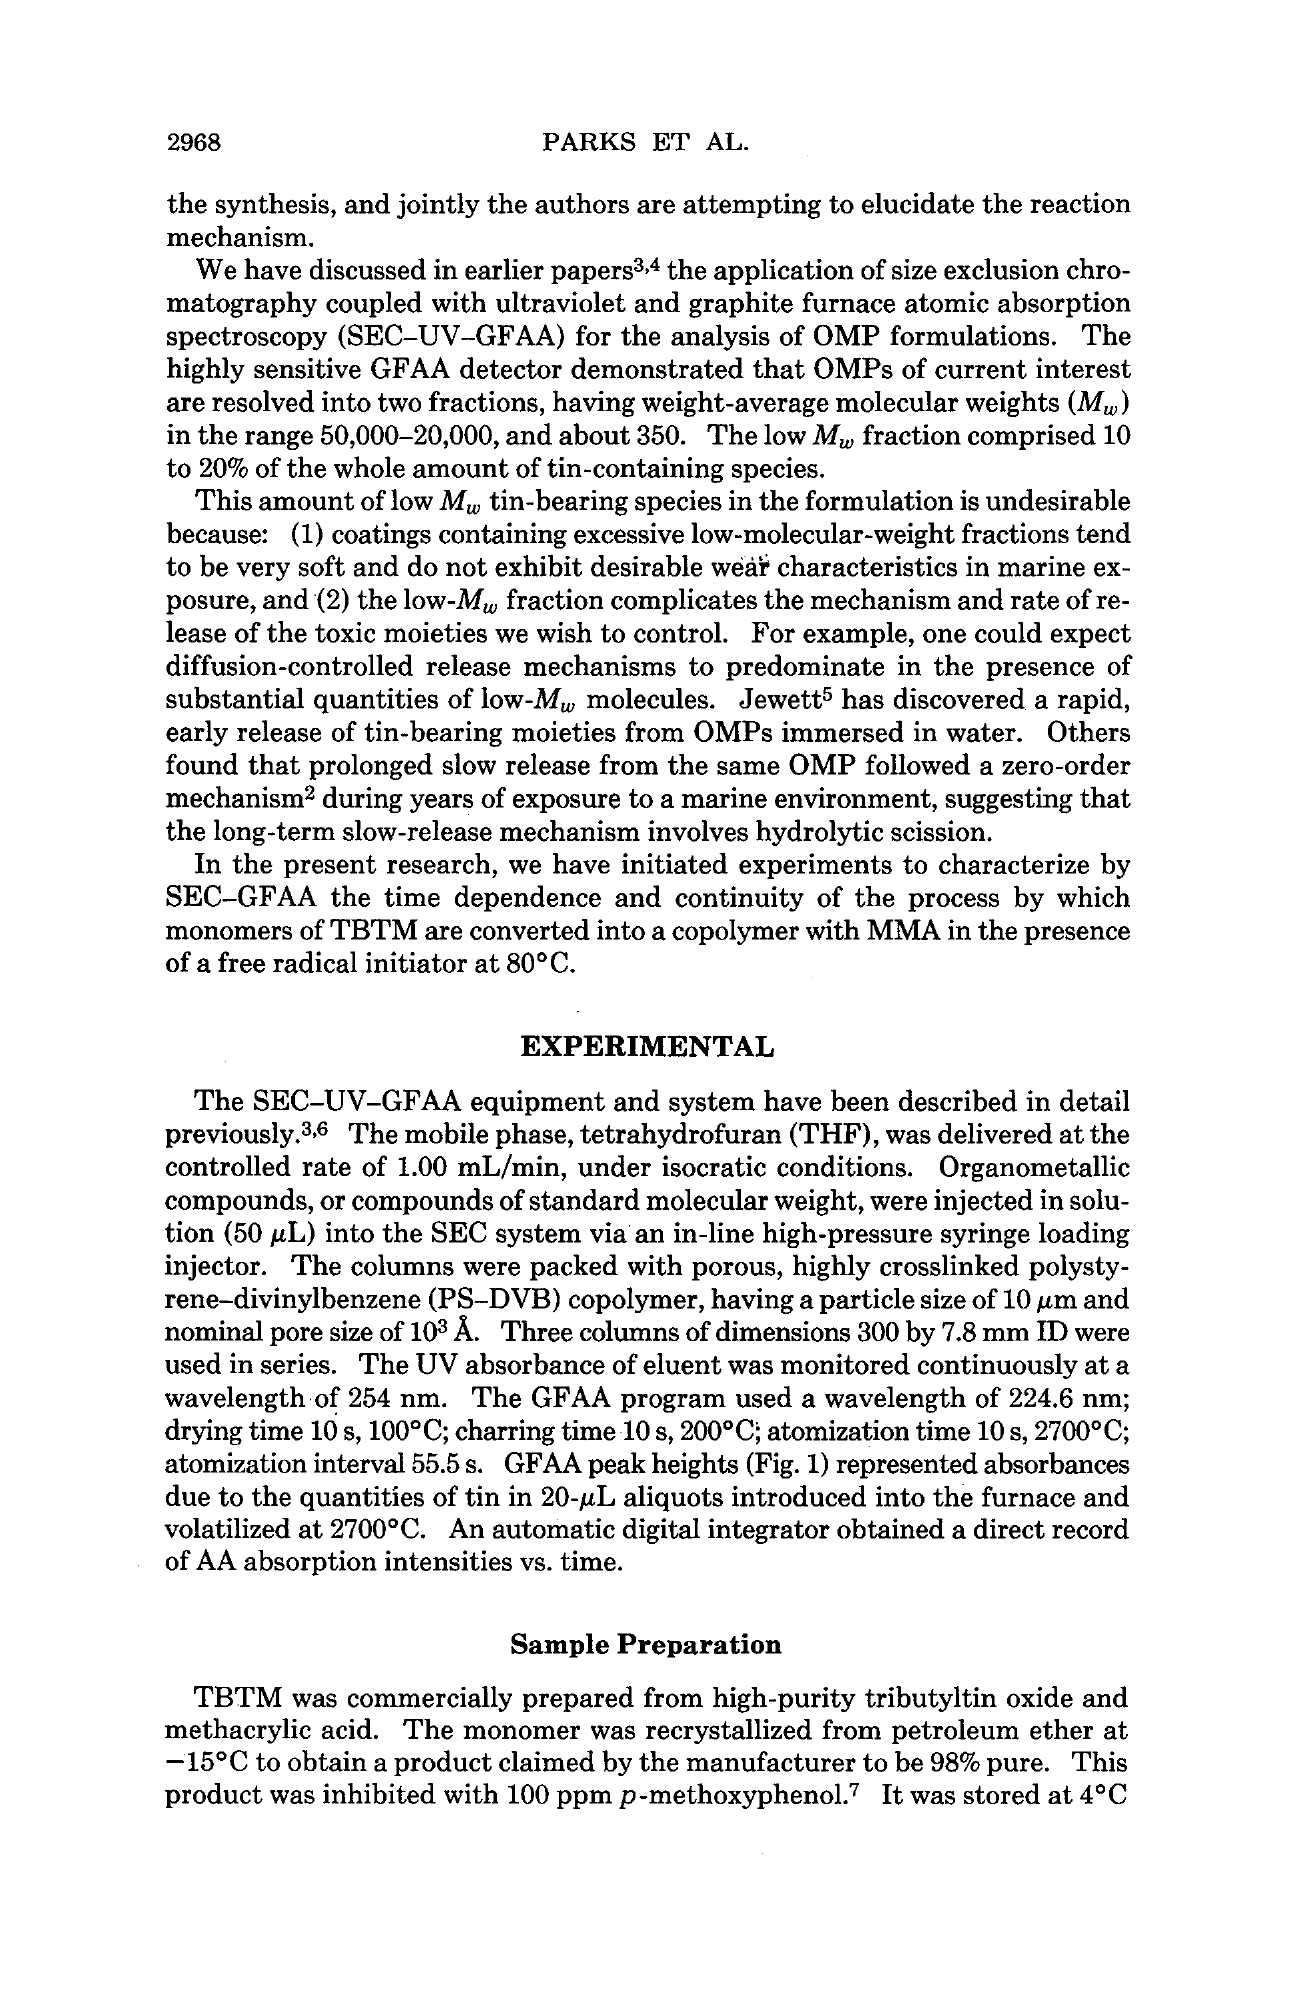 2968
PARKS ET AL.
the synthesis, and jointly the authors are attempting to elucidate the reaction
mechanism.
We have discussed in earlier papers3,4 the application of size exclusion chro-
matography coupled with ultraviolet and graphite furnace atomic absorption
spectroscopy (SEC–UV–GFAA) for the analysis of OMP formulations. The
highly sensitive GFAA detector demonstrated that OMPs of current interest
are resolved into two fractions, having weight-average molecular weights (Mw)
in the range 50,000–20,000, and about 350. The low Mw fraction comprised 10
to 20% of the whole amount of tin-containing species.
This amount of low Mw tin-bearing species in the formulation is undesirable
because: (1) coatings containing excessive low-molecular-weight fractions tend
to be very soft and do not exhibit desirable wear characteristics in marine ex-
posure, and (2) the low-Mw fraction complicates the mechanism and rate of re-
lease of the toxic moieties we wish to control. For example, one could expect
diffusion-controlled release mechanisms to predominate in the presence of
substantial quantities of low-Mw molecules. Jewett5 has discovered a rapid,
early release of tin-bearing moieties from OMPs immersed in water. Others
found that prolonged slow release from the same OMP followed a zero-order
mechanism2 during years of exposure to a marine environment, suggesting that
the long-term slow-release mechanism involves hydrolytic scission.
In the present research, we have initiated experiments to characterize by
SEC–GFAA the time dependence and continuity of the process by which
monomers of TBTM are converted into a copolymer with MMA in the presence
of a free radical initiator at 80°C.
EXPERIMENTAL
The SEC–UV–GFAA equipment and system have been described in detail
previously.3,6 The mobile phase, tetrahydrofuran (THF), was delivered at the
controlled rate of 1.00 mL/min, under isocratic conditions. Organometallic
compounds, or compounds of standard molecular weight, were injected in solu-
tion (50 μL) into the SEC system via an in-line high-pressure syringe loading
injector. The columns were packed with porous, highly crosslinked polysty-
rene–divinylbenzene (PS–DVB) copolymer, having a particle size of 10 μm and
nominal pore size of 10³ Å. Three columns of dimensions 300 by 7.8 mm ID were
used in series. The UV absorbance of eluent was monitored continuously at a
wavelength of 254 nm. The GFAA program used a wavelength of 224.6 nm;
drying time 10 s, 100°C; charring time 10 s, 200°C; atomization time 10 s, 2700°C;
atomization interval 55.5 s. GFAA peak heights (Fig. 1) represented absorbances
due to the quantities of tin in 20-μL aliquots introduced into the furnace and
volatilized at 2700°C. An automatic digital integrator obtained a direct record
of AA absorption intensities vs. time.
Sample Preparation
TBTM was commercially prepared from high-purity tributyltin oxide and
methacrylic acid. The monomer was recrystallized from petroleum ether at
−15°C to obtain a product claimed by the manufacturer to be 98% pure. This
product was inhibited with 100 ppm p-methoxyphenol.7 It was stored at 4°C